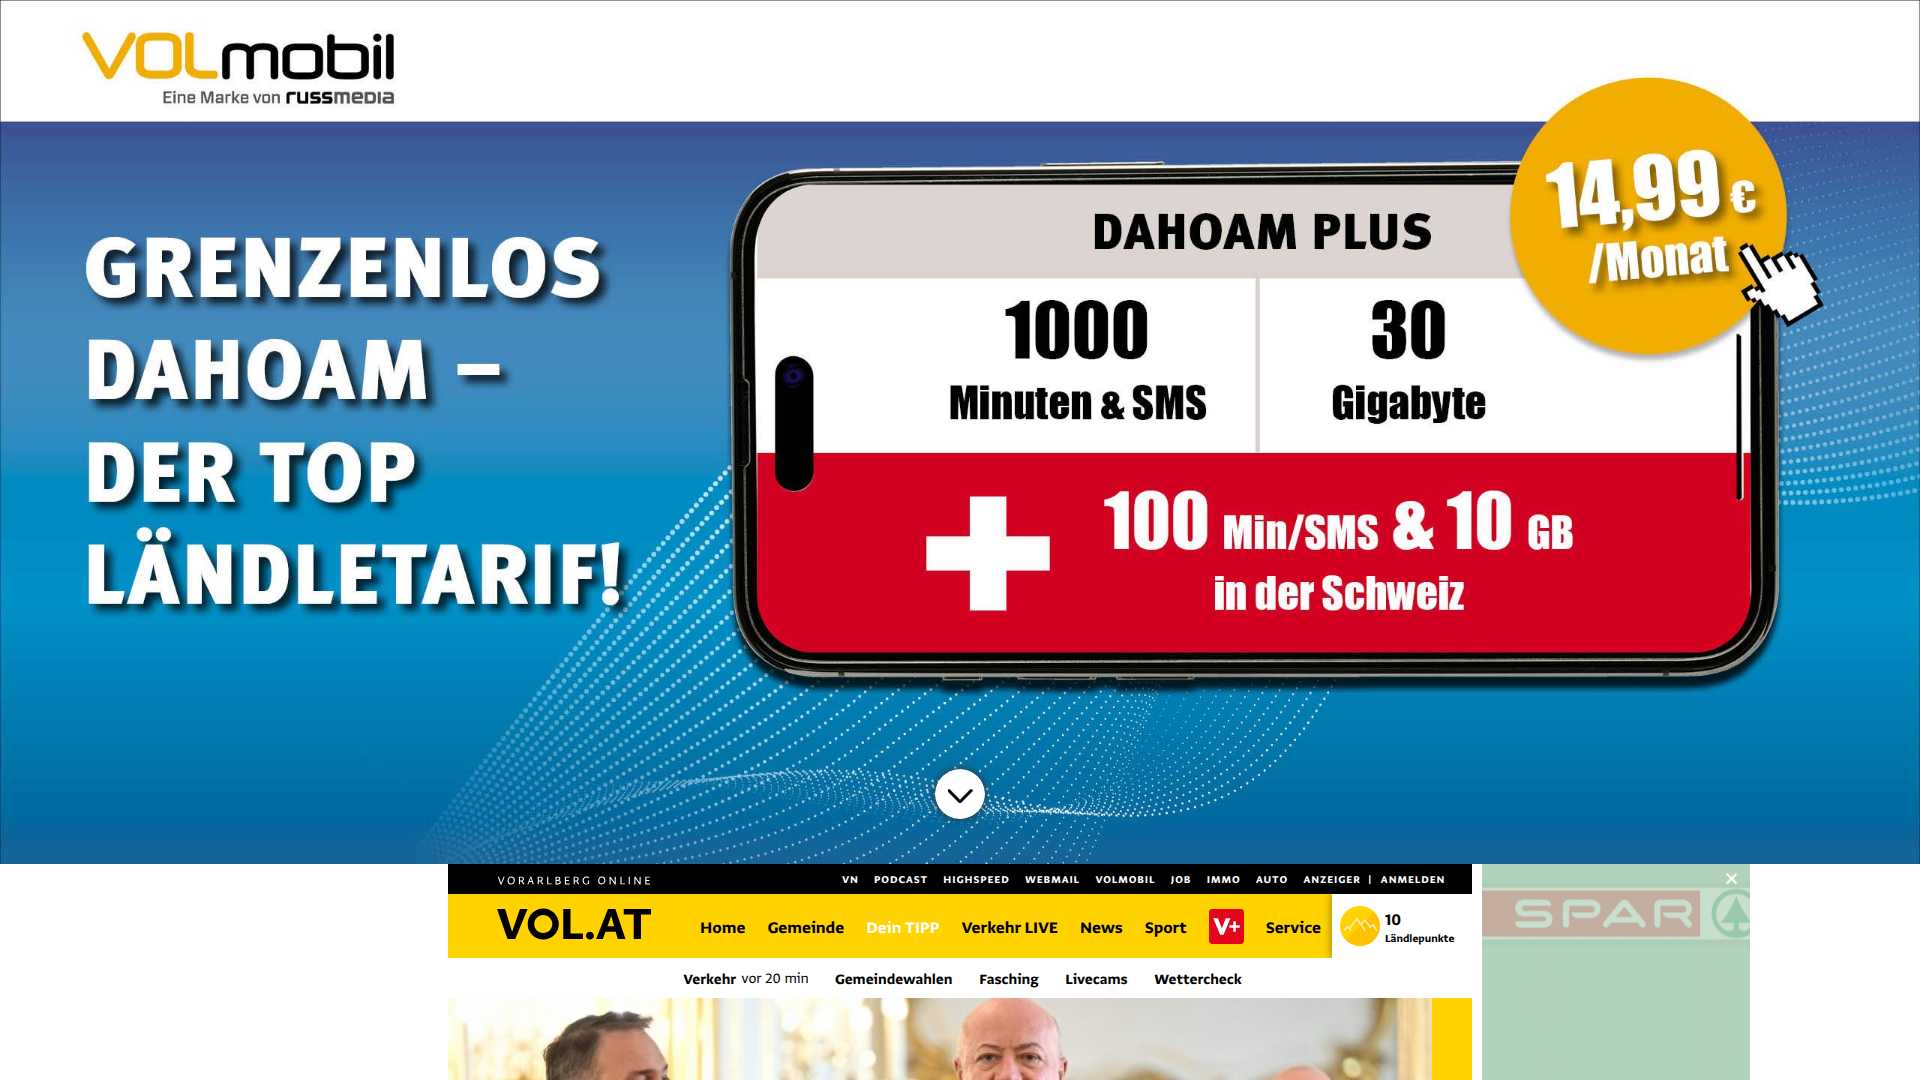 VOLmobil
Eine Marke von russmedia
GRENZENLOS
DAHOAM –
DER TOP
LÄNDLETARIF!
DAHOAM PLUS
14,99 €
/Monat
1000
Minuten & SMS
30
Gigabyte
100 Min/SMS & 10 GB
in der Schweiz
VORARLBERG ONLINE
VN PODCAST HIGHSPEED WEBMAIL VOLMOBIL JOB IMMO AUTO ANZEIGER | ANMELDEN
VOL.AT
Home Gemeinde Dein TIPP Verkehr LIVE News Sport V+ Service
10
Ländlepunkte
Verkehr vor 20 min Gemeindewahlen Fasching Livecams Wettercheck
SPAR